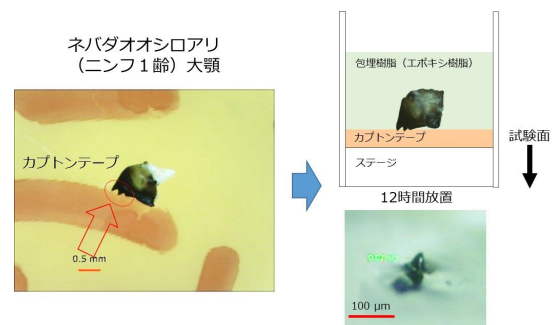 ネバダオオシロアリ
（ニンフ１齢）大顎
カプトンテープ
0.5 mm
包埋樹脂（エポキシ樹脂）
カプトンテープ
ステージ
試験面
12時間放置
100 μm